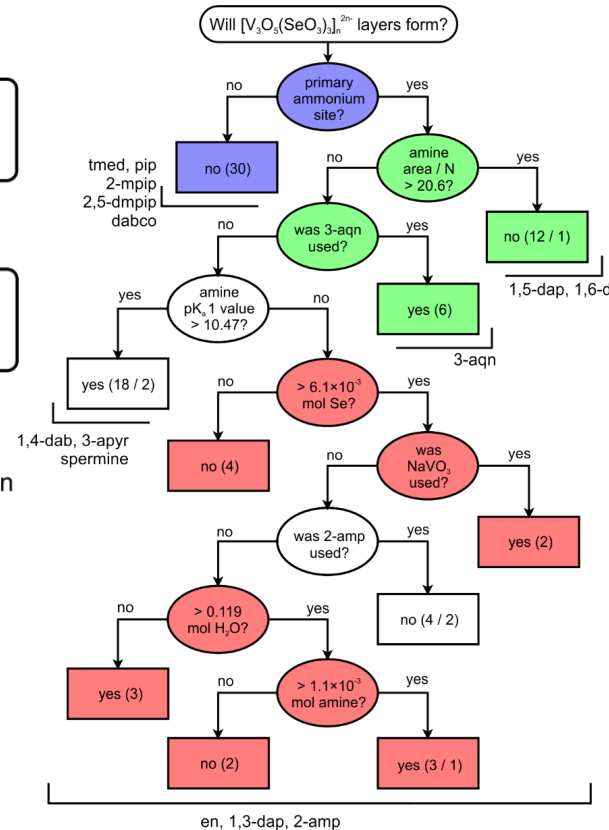 Will [V₃O₅(SeO₃)₃]ₙ²ⁿ⁻ layers form?
primary
ammonium
site?
no
yes
no (30)
tmed, pip
2-mpip
2,5-dmpip
dabco
amine
area / N
> 20.6?
no
yes
no (12 / 1)
1,5-dap, 1,6-d
was 3-aqn
used?
no
yes
yes (6)
3-aqn
amine
pKₐ1 value
> 10.47?
yes
no
yes (18 / 2)
1,4-dab, 3-apyr
spermine
n
> 6.1×10⁻³
mol Se?
no
yes
no (4)
was
NaVO₃
used?
no
yes
yes (2)
was 2-amp
used?
no
yes
no (4 / 2)
> 0.119
mol H₂O?
no
yes
yes (3)
> 1.1×10⁻³
mol amine?
no
yes
no (2)
yes (3 / 1)
en, 1,3-dap, 2-amp